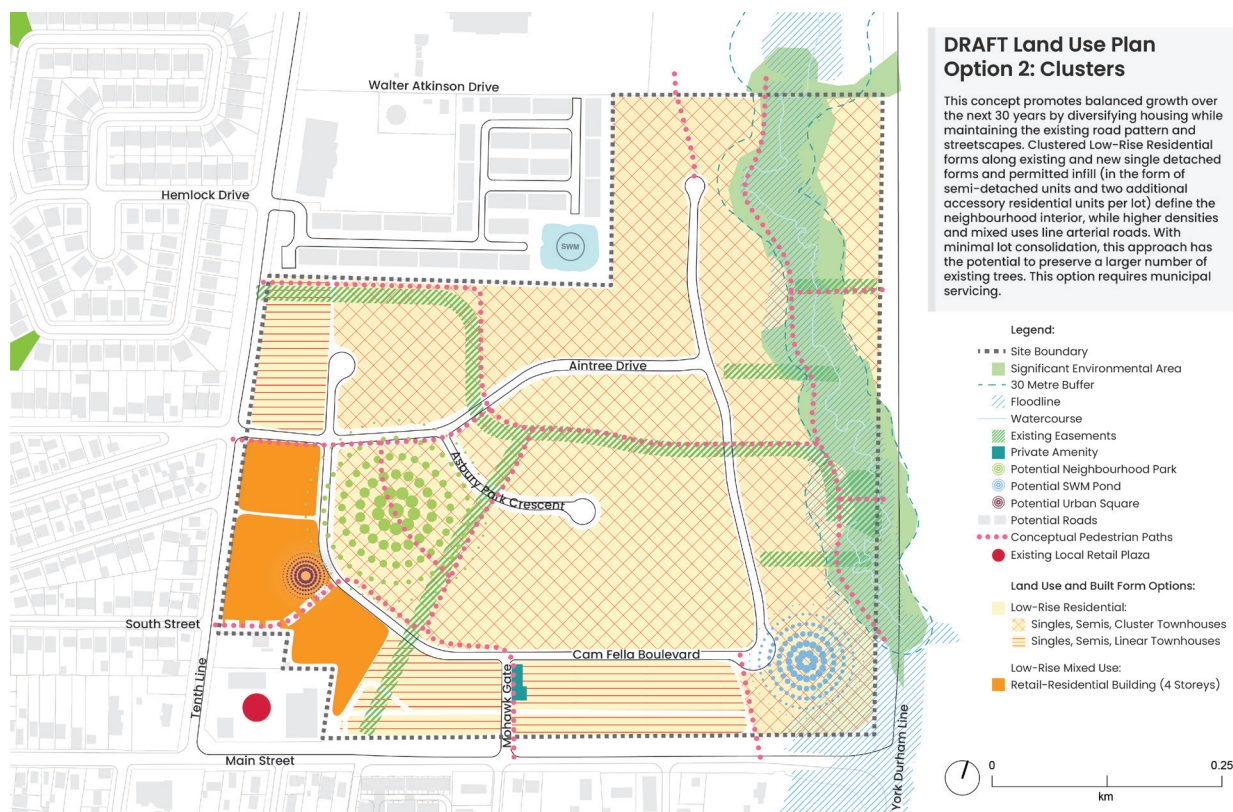 DRAFT Land Use Plan
Option 2: Clusters
This concept promotes balanced growth over
the next 30 years by diversifying housing while
maintaining the existing road pattern and
streetscapes. Clustered Low-Rise Residential
forms along existing and new single detached
forms and permitted infill (in the form of
semi-detached units and two additional
accessory residential units per lot) define the
neighbourhood interior, while higher densities
and mixed uses line arterial roads. With
minimal lot consolidation, this approach has
the potential to preserve a larger number of
existing trees. This option requires municipal
servicing.
Legend:
Site Boundary
Significant Environmental Area
30 Metre Buffer
Floodline
Watercourse
Existing Easements
Private Amenity
Potential Neighbourhood Park
Potential SWM Pond
Potential Urban Square
Potential Roads
Conceptual Pedestrian Paths
Existing Local Retail Plaza
Land Use and Built Form Options:
Low-Rise Residential:
Singles, Semis, Cluster Townhouses
Singles, Semis, Linear Townhouses
Low-Rise Mixed Use:
Retail-Residential Building (4 Storeys)
0
0.25
km
Walter Atkinson Drive
Hemlock Drive
SWM
Aintree Drive
Asbury Park Crescent
South Street
Cam Fella Boulevard
Tenth Line
Mohawk Gate
Main Street
York Durham Line